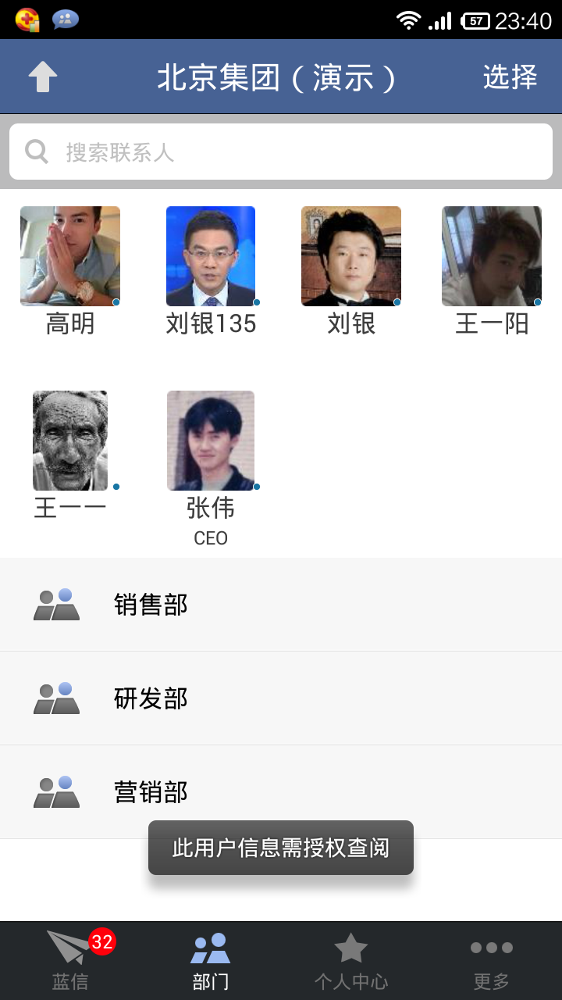 57 23:40
北京集团（演示）
选择
搜索联系人
高明 刘银135 刘银 王一阳
王一一 张伟
CEO
销售部
研发部
营销部
此用户信息需授权查阅
32
蓝信 部门 个人中心 更多